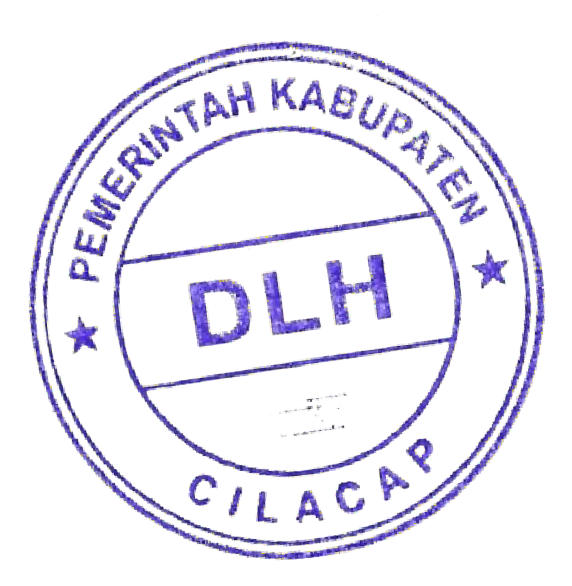 PEMERINTAH KABUPATEN
DLH
CILACAP